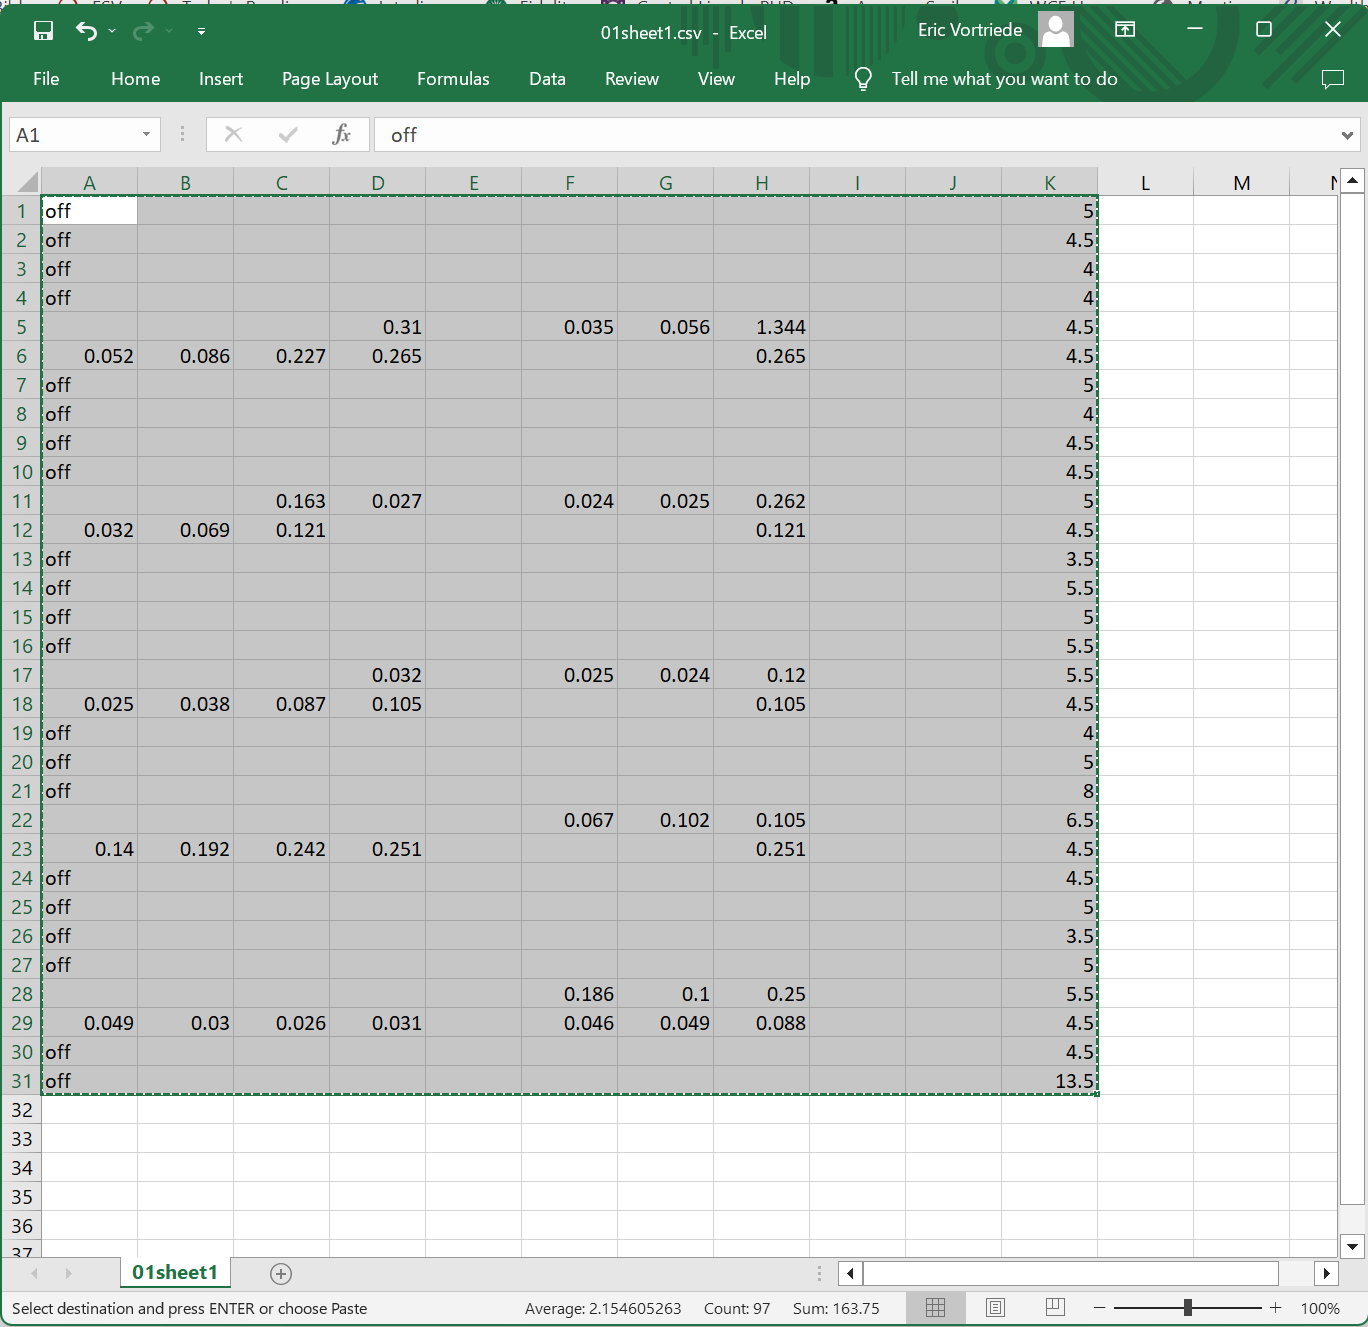 01sheet1.csv - Excel
Eric Vortriede
File Home Insert Page Layout Formulas Data Review View Help Tell me what you want to do
A1 fx off
A B C D E F G H I J K L M
1 off 5
2 off 4.5
3 off 4
4 off 4
5 0.31 0.035 0.056 1.344 4.5
6 0.052 0.086 0.227 0.265 0.265 4.5
7 off 5
8 off 4
9 off 4.5
10 off 4.5
11 0.163 0.027 0.024 0.025 0.262 5
12 0.032 0.069 0.121 0.121 4.5
13 off 3.5
14 off 5.5
15 off 5
16 off 5.5
17 0.032 0.025 0.024 0.12 5.5
18 0.025 0.038 0.087 0.105 0.105 4.5
19 off 4
20 off 5
21 off 8
22 0.067 0.102 0.105 6.5
23 0.14 0.192 0.242 0.251 0.251 4.5
24 off 4.5
25 off 5
26 off 3.5
27 off 5
28 0.186 0.1 0.25 5.5
29 0.049 0.03 0.026 0.031 0.046 0.049 0.088 4.5
30 off 4.5
31 off 13.5
32
33
34
35
36
37
01sheet1
Select destination and press ENTER or choose Paste Average: 2.154605263 Count: 97 Sum: 163.75 100%